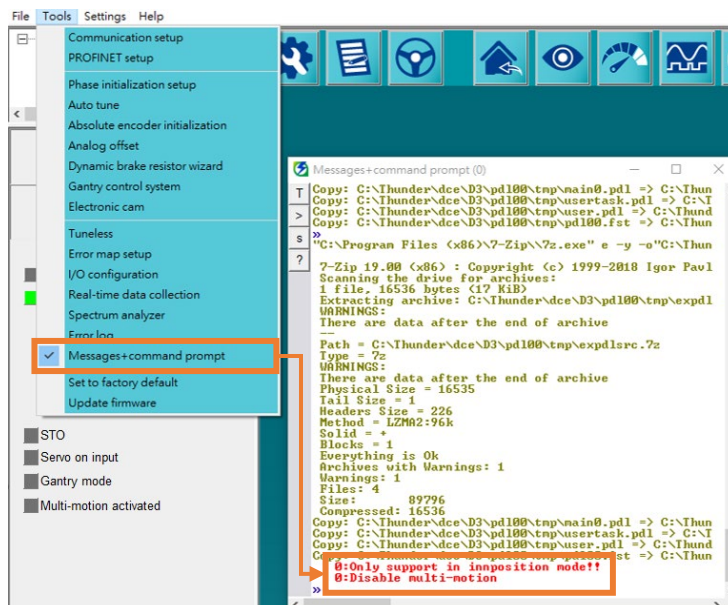 File Tools Settings Help
Communication setup
PROFINET setup
Phase initialization setup
Auto tune
Absolute encoder initialization
Analog offset
Dynamic brake resistor wizard
Gantry control system
Electronic cam
Tuneless
Error map setup
I/O configuration
Real-time data collection
Spectrum analyzer
Error log
Messages+command prompt
Set to factory default
Update firmware
STO
Servo on input
Gantry mode
Multi-motion activated
Messages+command prompt (0)
T
>
s
?
Copy: C:\Thunder\dce\D3\pdl00\tmp\main0.pdl => C:\Thun
Copy: C:\Thunder\dce\D3\pdl00\tmp\usertask.pdl => C:\T
Copy: C:\Thunder\dce\D3\pdl00\tmp\user.pdl => C:\Thund
Copy: C:\Thunder\dce\D3\pdl00\tmp\pdl00.fst => C:\Thun
»
"C:\Program Files (x86)\7-Zip\\7z.exe" e -y -o"C:\Thun
7-Zip 19.00 (x86) : Copyright (c) 1999-2018 Igor Pavl
Scanning the drive for archives:
1 file, 16536 bytes (17 KiB)
Extracting archive: C:\Thunder\dce\D3\pdl00\tmp\expdl
WARNINGS:
There are data after the end of archive
--
Path = C:\Thunder\dce\D3\pdl00\tmp\expdlsrc.7z
Type = 7z
WARNINGS:
There are data after the end of archive
Physical Size = 16535
Tail Size = 1
Headers Size = 226
Method = LZMA2:96k
Solid = +
Blocks = 1
Everything is Ok
Archives with Warnings: 1
Warnings: 1
Files: 4
Size: 89796
Compressed: 16536
Copy: C:\Thunder\dce\D3\pdl00\tmp\main0.pdl => C:\Thun
Copy: C:\Thunder\dce\D3\pdl00\tmp\usertask.pdl => C:\T
Copy: C:\Thunder\dce\D3\pdl00\tmp\user.pdl => C:\Thund
Copy: C:\Thunder\dce\D3\pdl00\tmp\pdl00.fst => C:\Thun
0:Only support in innposition mode!!
0:Disable multi-motion
»